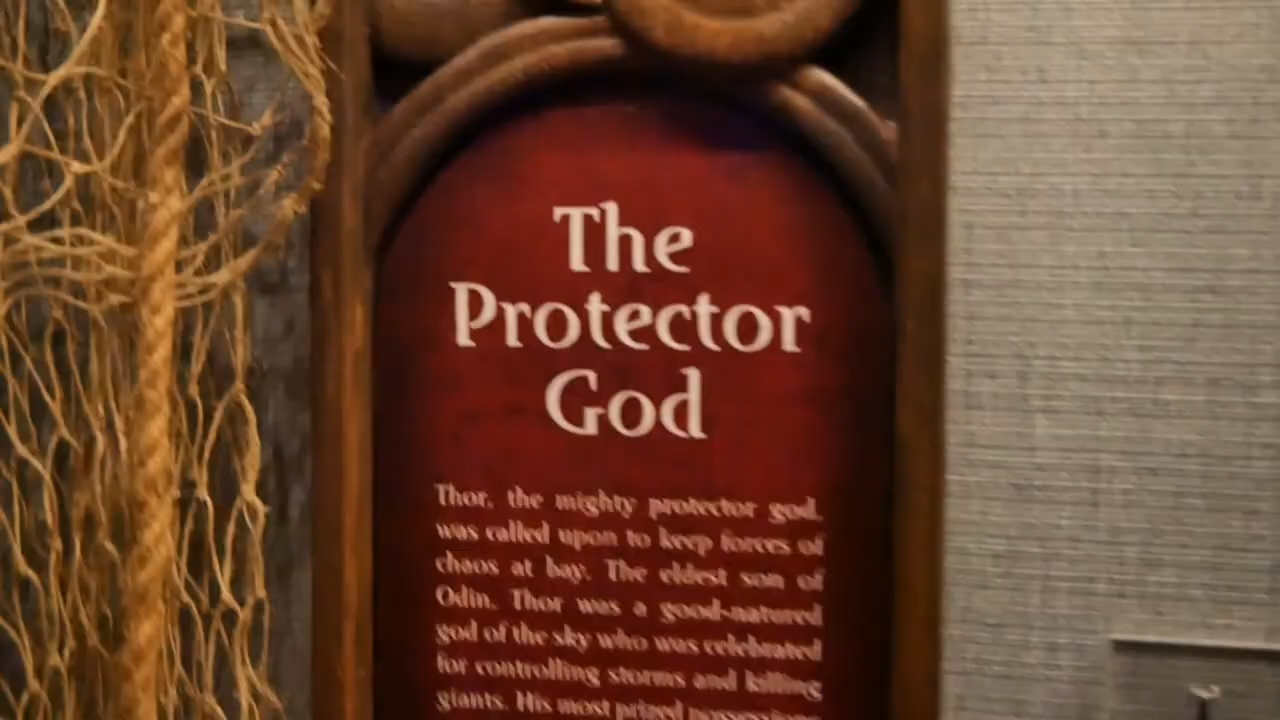 The
Protector
God
Thor, the mighty protector god,
was called upon to keep forces of
chaos at bay. The eldest son of
Odin, Thor was a good-natured
god of the sky who was celebrated
for controlling storms and killing
giants. His most prized possessions